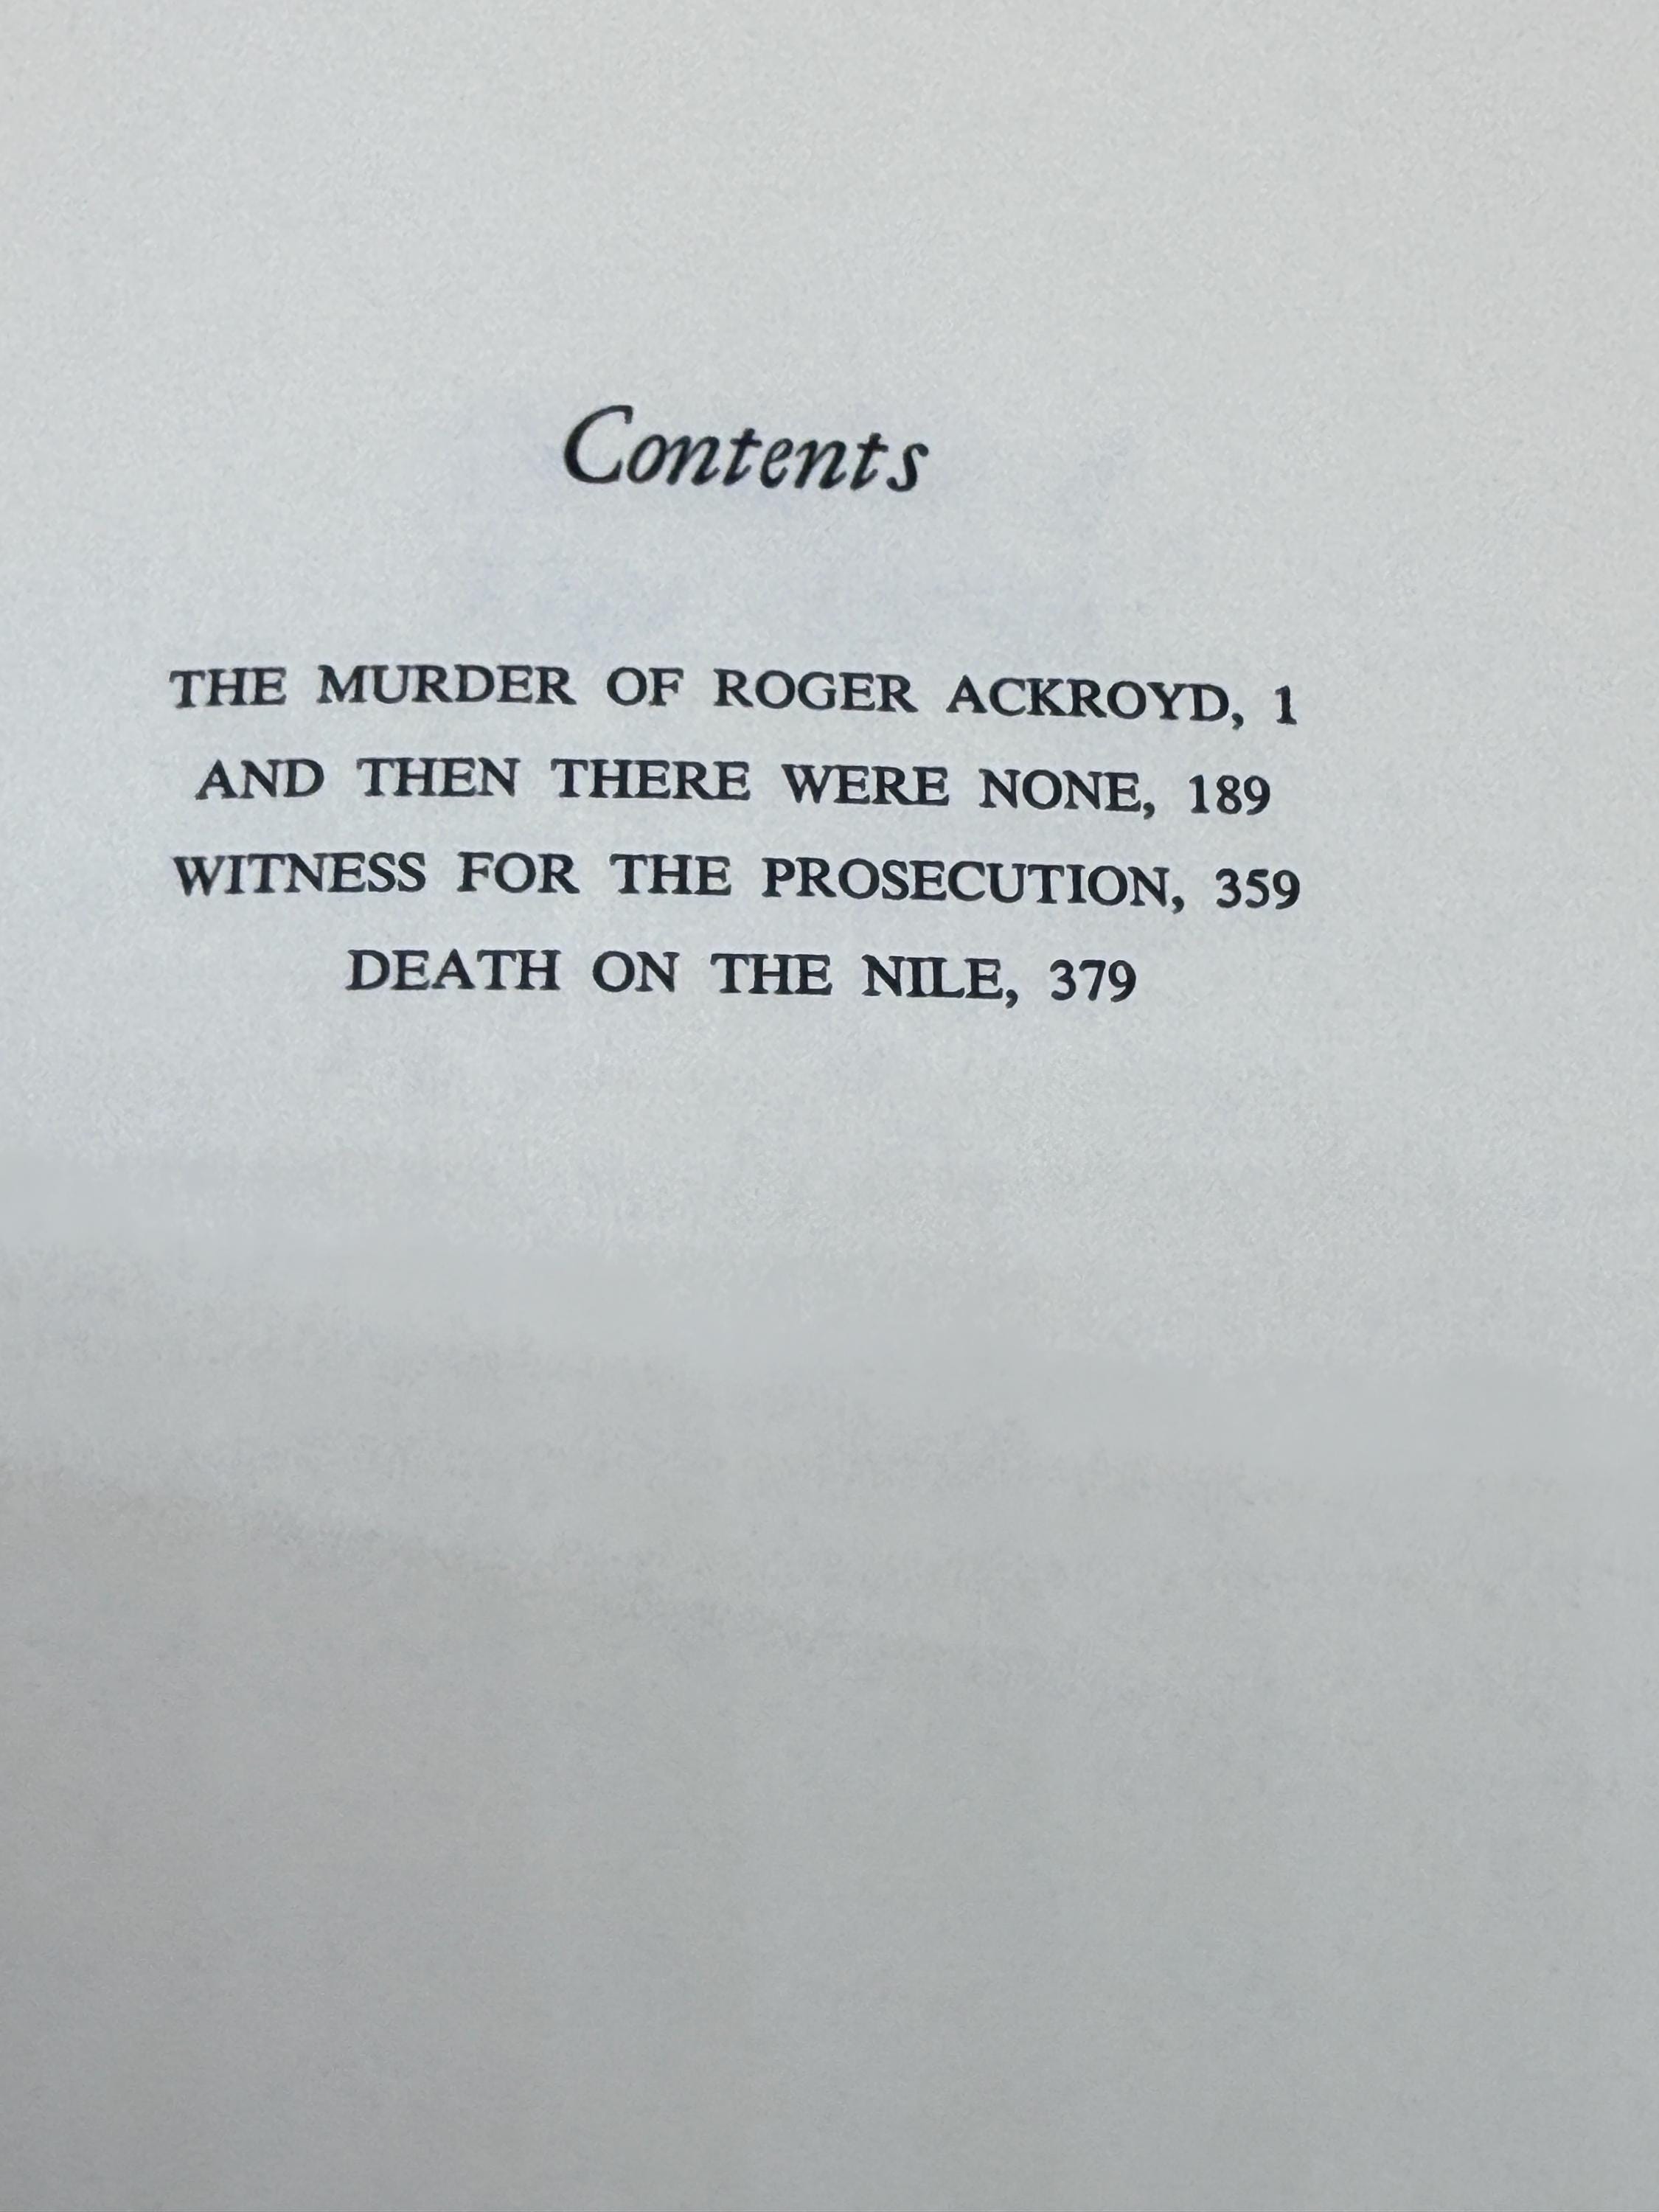 Contents
THE MURDER OF ROGER ACKROYD, 1
AND THEN THERE WERE NONE, 189
WITNESS FOR THE PROSECUTION, 359
DEATH ON THE NILE, 379